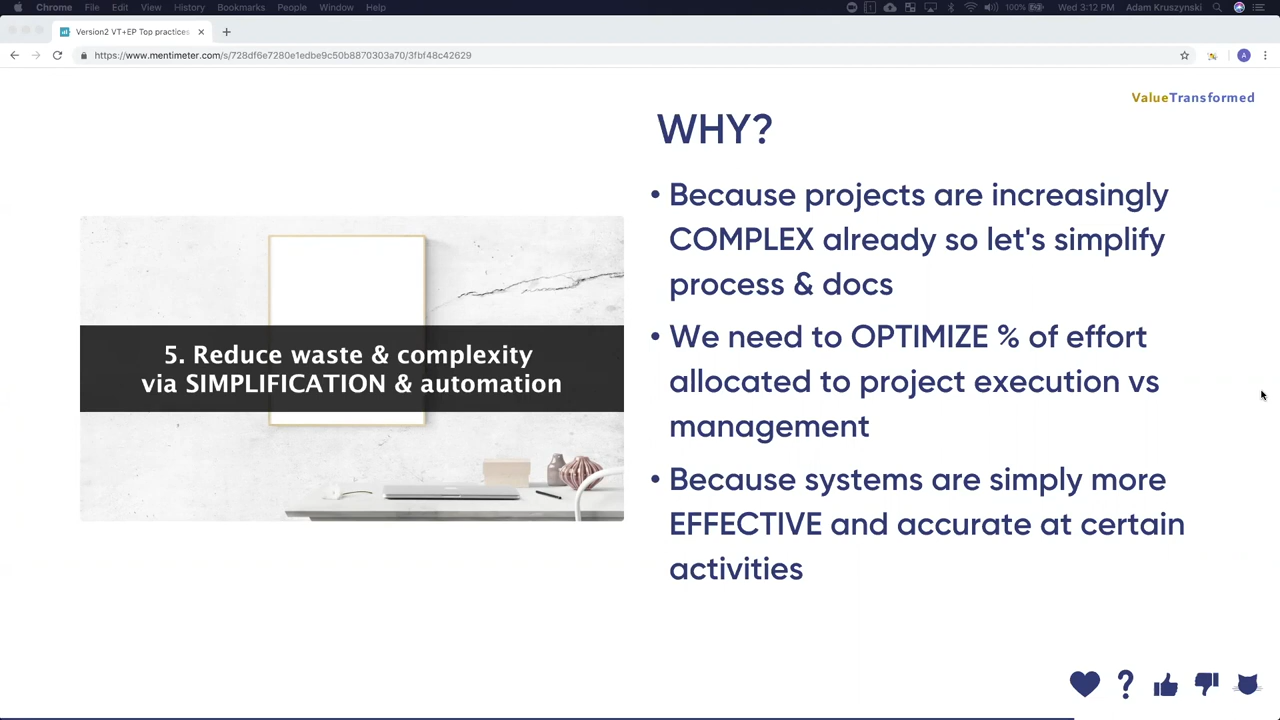 Chrome File Edit View History Bookmarks People Window Help 100% Wed 3:12 PM Adam Kruszynski
Version2 VT+EP Top practices
https://www.mentimeter.com/s/728df6e7280e1edbe9c50b8870303a70/3fbf48c42629
A
ValueTransformed
WHY?
• Because projects are increasingly
COMPLEX already so let's simplify
process & docs
• We need to OPTIMIZE % of effort
allocated to project execution vs
management
• Because systems are simply more
EFFECTIVE and accurate at certain
activities
5. Reduce waste & complexity
via SIMPLIFICATION & automation